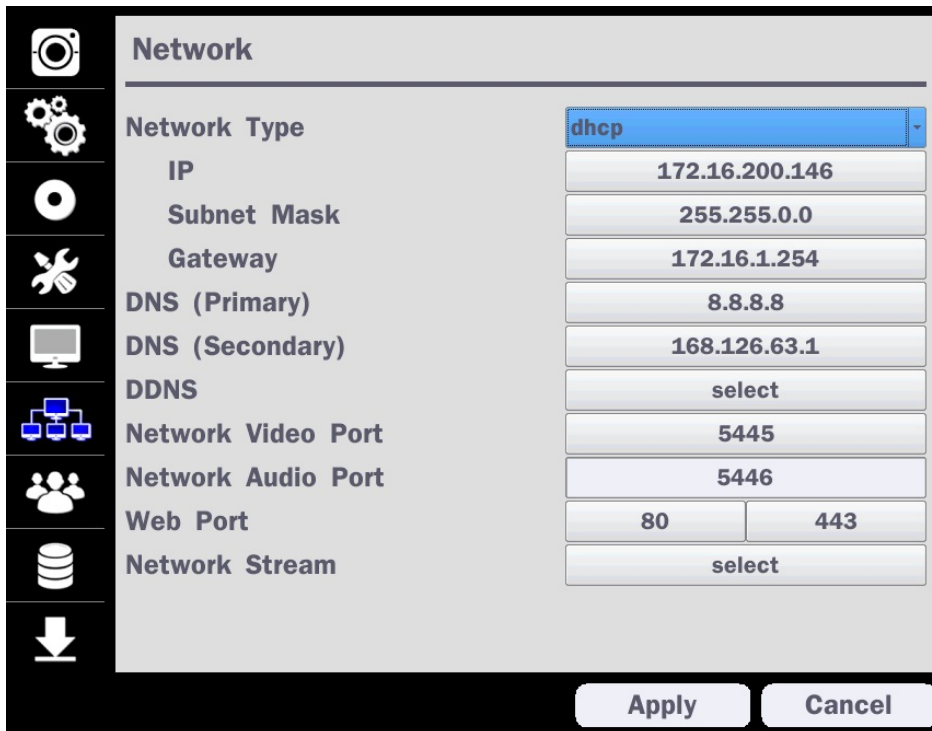 Network
Network Type dhcp
IP 172.16.200.146
Subnet Mask 255.255.0.0
Gateway 172.16.1.254
DNS (Primary) 8.8.8.8
DNS (Secondary) 168.126.63.1
DDNS select
Network Video Port 5445
Network Audio Port 5446
Web Port 80 443
Network Stream select
Apply Cancel